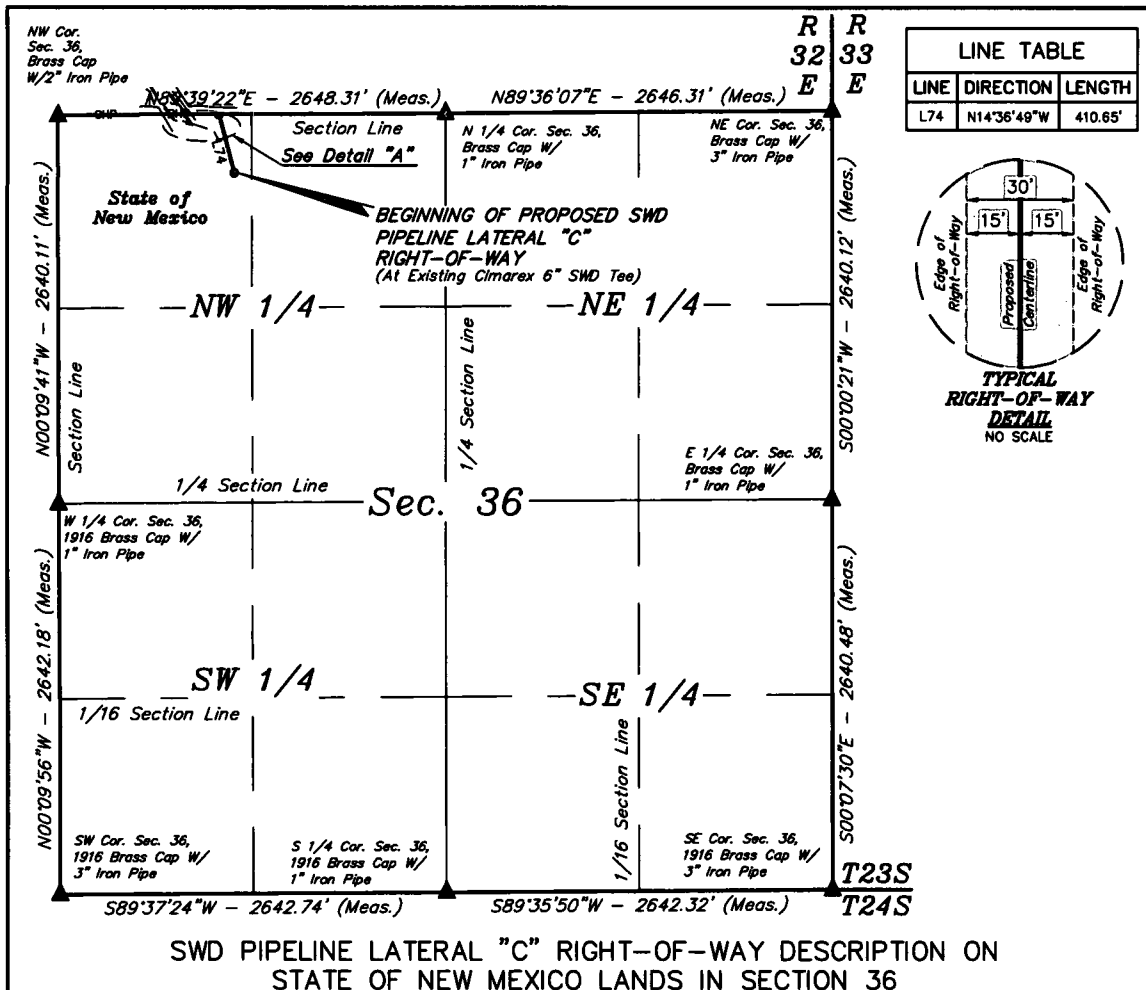 NW Cor.
Sec. 36,
Brass Cap
W/2" Iron Pipe
R
32
E
R
33
E
N89°39'22"E - 2648.31' (Meas.)
N89°36'07"E - 2646.31' (Meas.)
OHP
Section Line
See Detail "A"
L74
N 1/4 Cor. Sec. 36,
Brass Cap W/
1" Iron Pipe
NE Cor. Sec. 36,
Brass Cap W/
3" Iron Pipe
State of
New Mexico
BEGINNING OF PROPOSED SWD
PIPELINE LATERAL "C"
RIGHT-OF-WAY
(At Existing Cimarex 6" SWD Tee)
N00°09'41"W - 2640.11' (Meas.)
Section Line
NW 1/4
NE 1/4
1/4 Section Line
S00°00'21"W - 2640.12' (Meas.)
E 1/4 Cor. Sec. 36,
Brass Cap W/
1" Iron Pipe
1/4 Section Line
Sec. 36
W 1/4 Cor. Sec. 36,
1916 Brass Cap W/
1" Iron Pipe
N00°09'56"W - 2642.18' (Meas.)
SW 1/4
SE 1/4
1/16 Section Line
1/16 Section Line
S00°07'30"E - 2640.48' (Meas.)
SW Cor. Sec. 36,
1916 Brass Cap W/
3" Iron Pipe
S 1/4 Cor. Sec. 36,
1916 Brass Cap W/
1" Iron Pipe
SE Cor. Sec. 36,
1916 Brass Cap W/
3" Iron Pipe
T23S
T24S
S89°37'24"W - 2642.74' (Meas.)
S89°35'50"W - 2642.32' (Meas.)
LINE TABLE
LINE DIRECTION LENGTH
L74 N14°36'49"W 410.65'
30'
15' 15'
Edge of
Right-of-Way
Proposed
Centerline
Edge of
Right-of-Way
TYPICAL
RIGHT-OF-WAY
DETAIL
NO SCALE
SWD PIPELINE LATERAL "C" RIGHT-OF-WAY DESCRIPTION ON
STATE OF NEW MEXICO LANDS IN SECTION 36